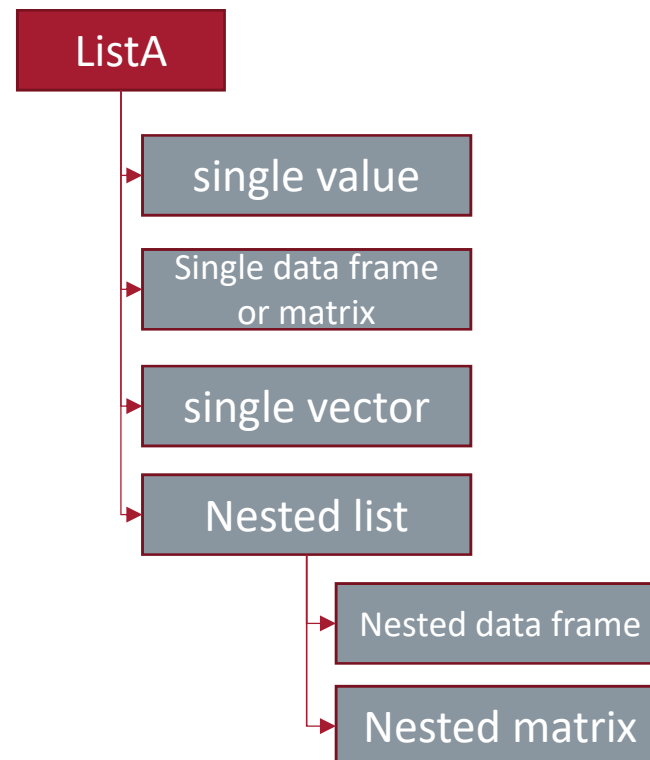 ListA
single value
Single data frame
or matrix
single vector
Nested list
Nested data frame
Nested matrix